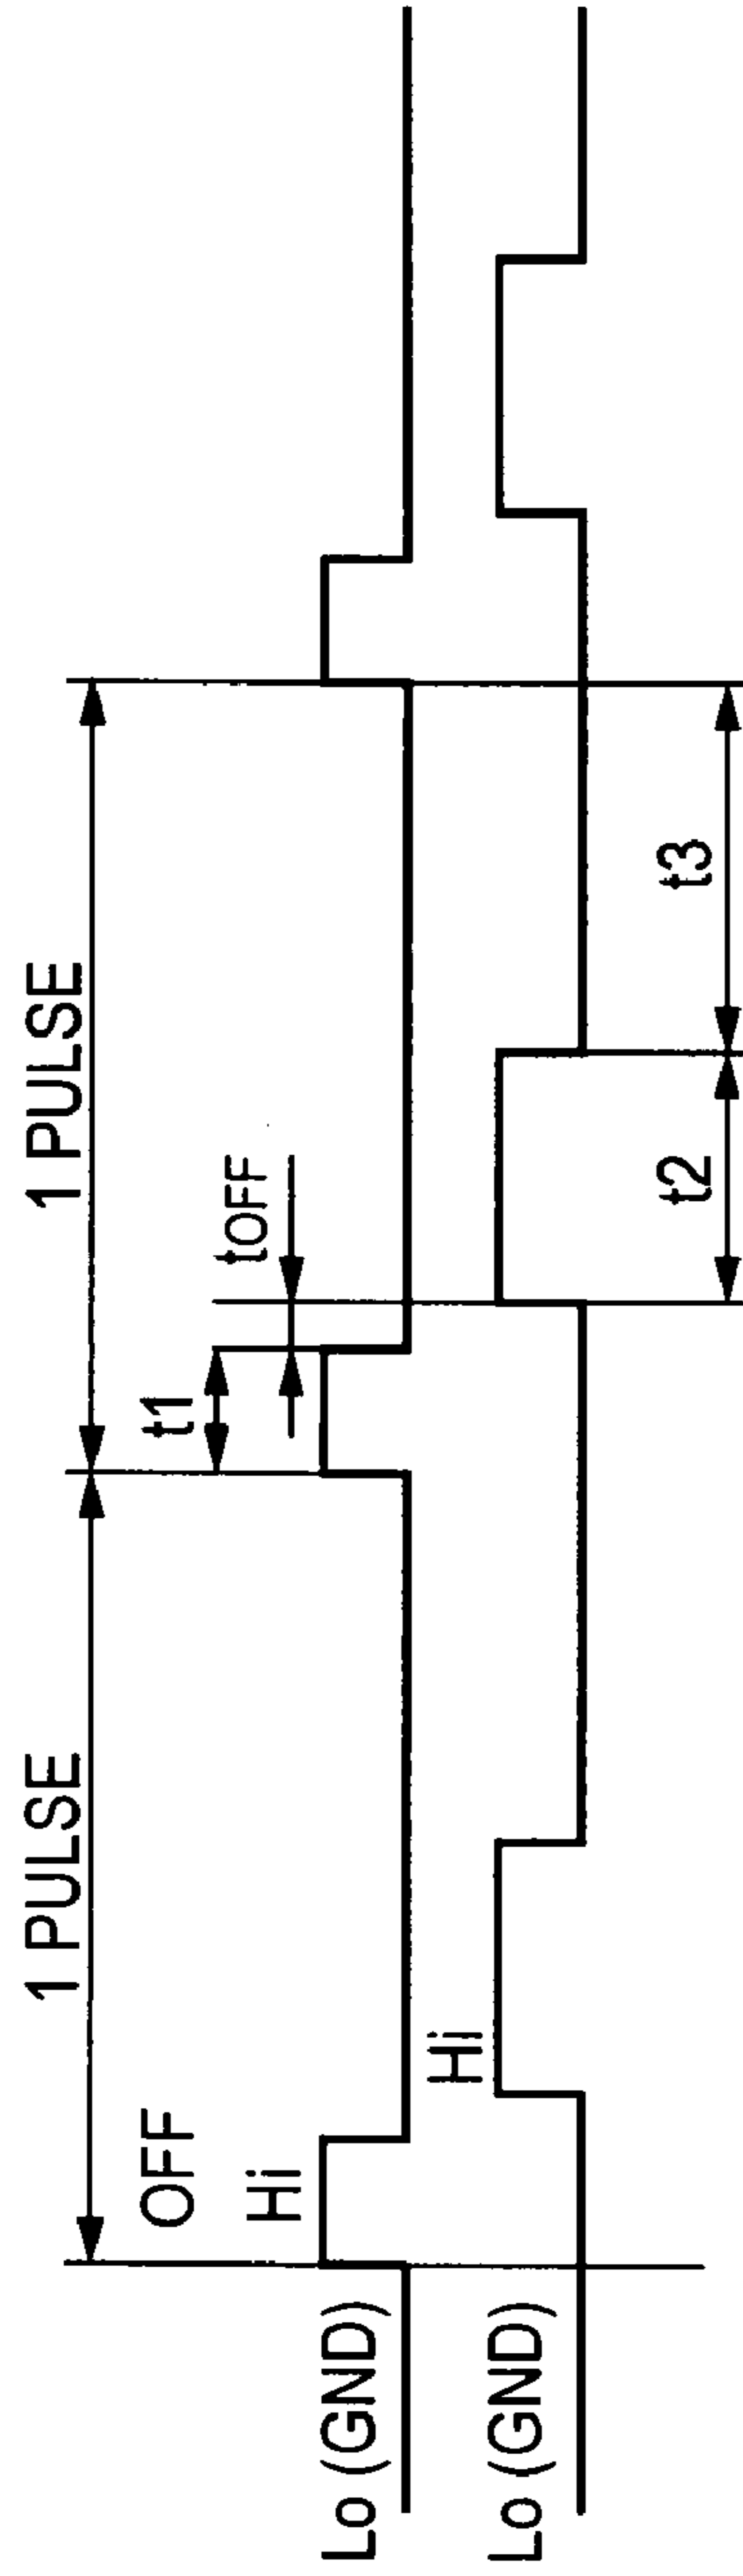 1 PULSE
1 PULSE
OFF
t1
tOFF
Hi
Lo (GND)
Hi
Lo (GND)
t2
t3